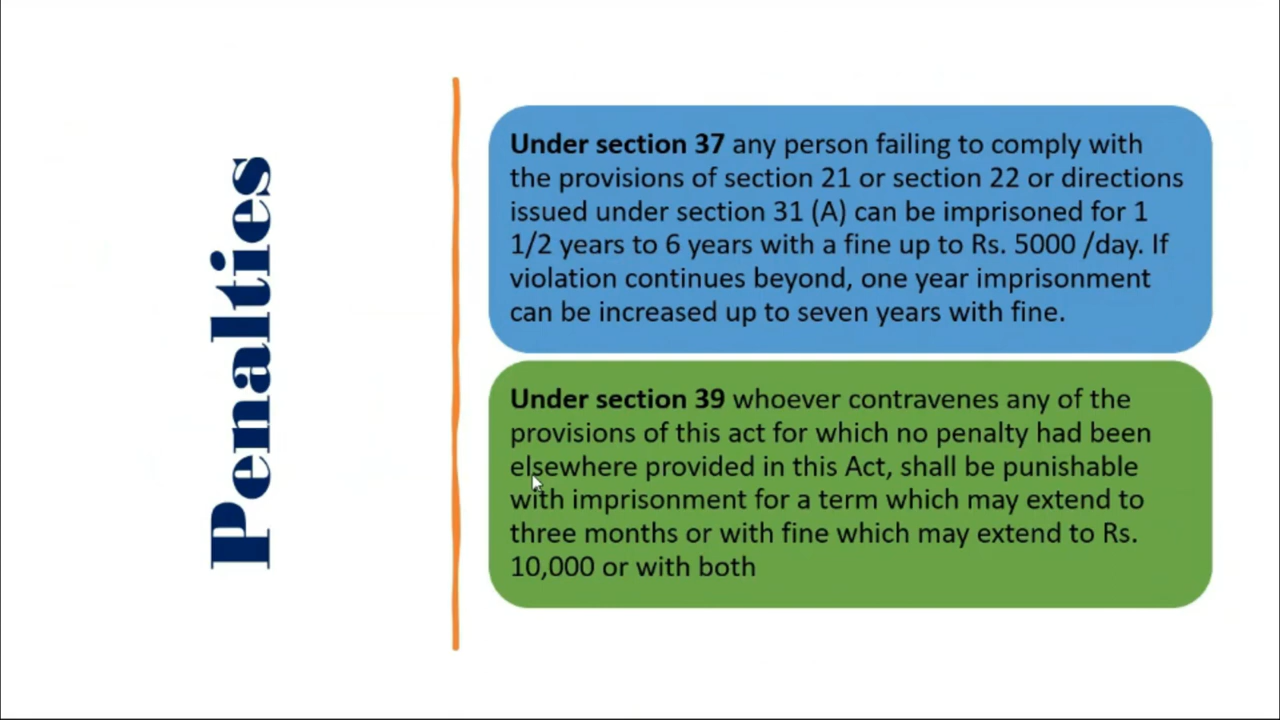 Penalties
Under section 37 any person failing to comply with
the provisions of section 21 or section 22 or directions
issued under section 31 (A) can be imprisoned for 1
1/2 years to 6 years with a fine up to Rs. 5000 /day. If
violation continues beyond, one year imprisonment
can be increased up to seven years with fine.
Under section 39 whoever contravenes any of the
provisions of this act for which no penalty had been
elsewhere provided in this Act, shall be punishable
with imprisonment for a term which may extend to
three months or with fine which may extend to Rs.
10,000 or with both